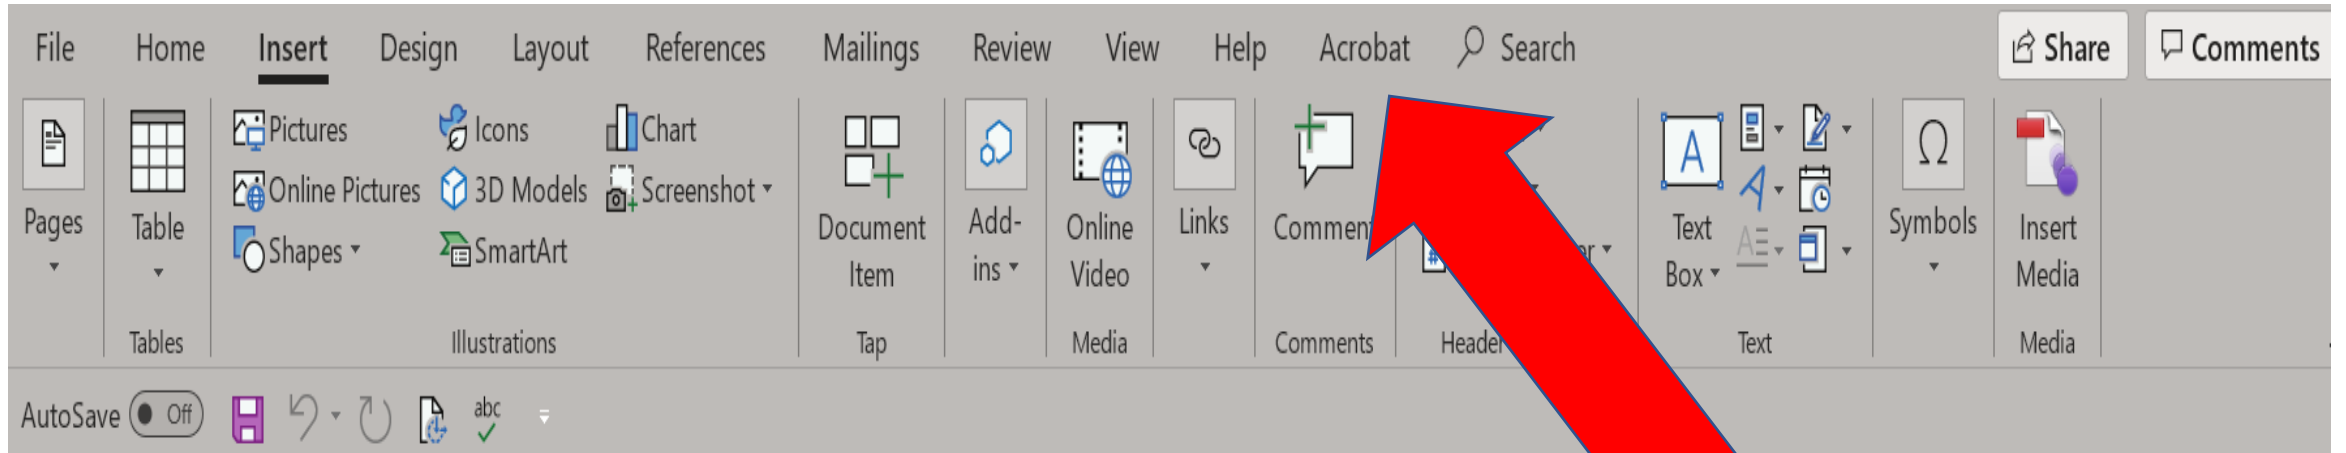 File Home Insert Design Layout References Mailings Review View Help Acrobat Search Share Comments
Pictures Icons Chart
Online Pictures 3D Models Screenshot
Shapes SmartArt
Pages Table Document Item Add-ins Online Video Links Comment Text Box Symbols Insert Media
Tables Illustrations Tap Media Comments Header Text Media
AutoSave Off abc